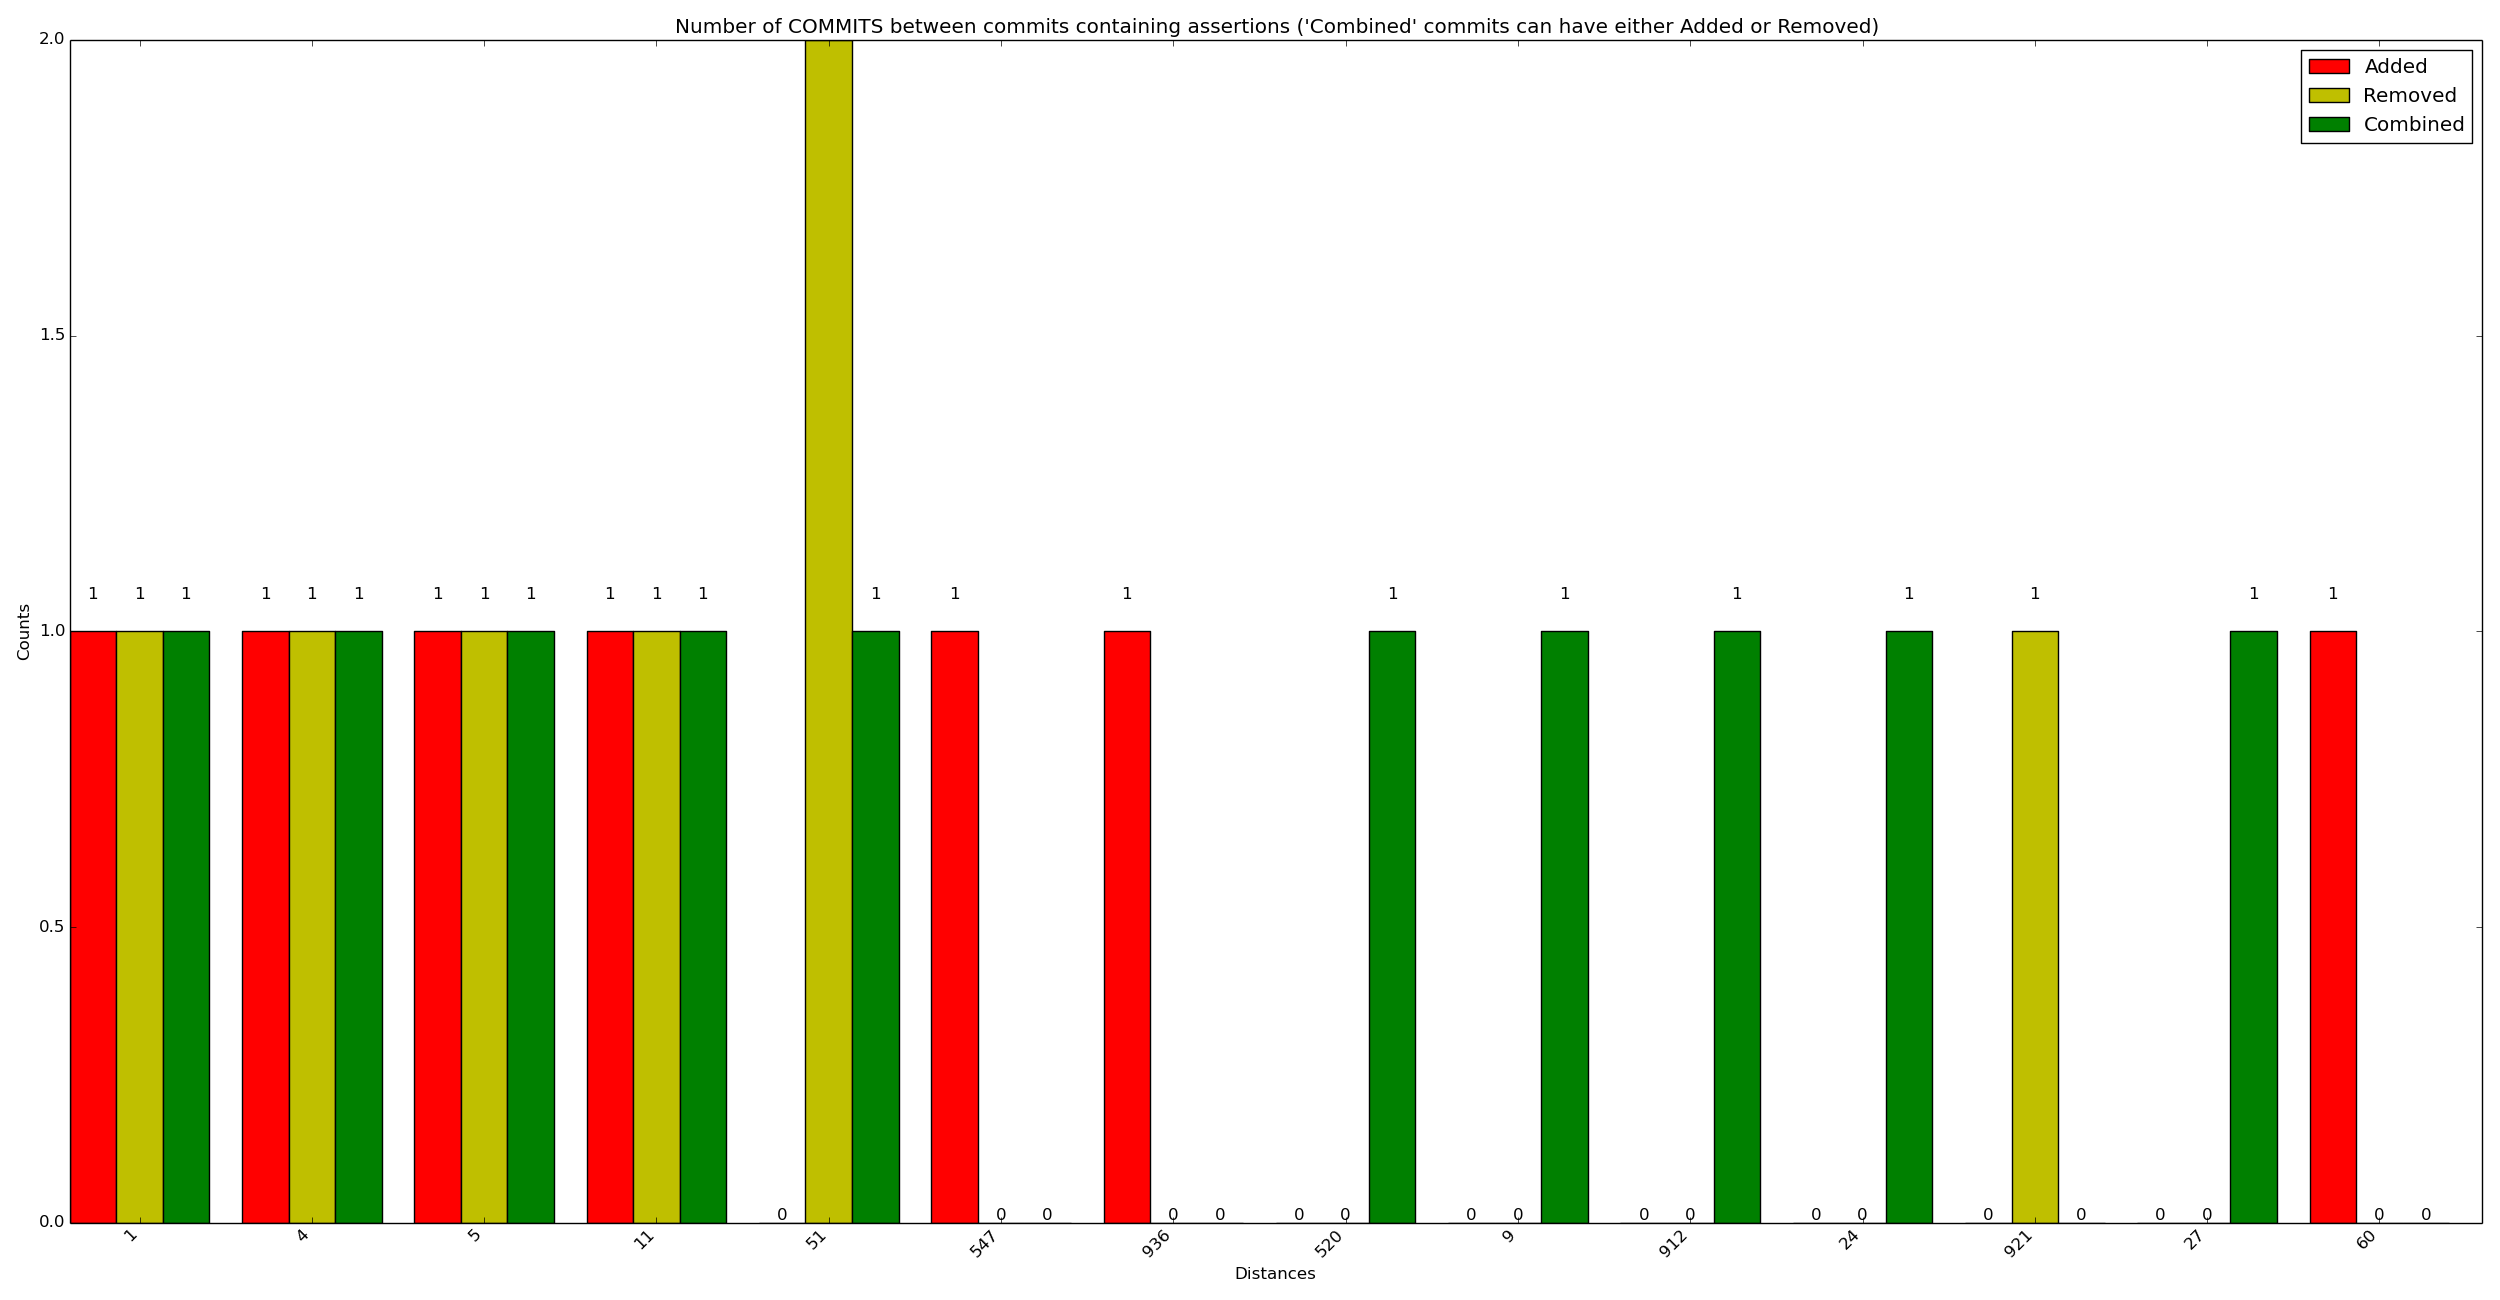 Number of COMMITS between commits containing assertions ('Combined' commits can have either Added or Removed)
2.0
Added
Removed
Combined
1.5
1 1 1 1 1 1 1 1 1 1 1 1 1 1 1 1 1 1 1 1 1 1
1.0
Counts
0.5
0 0 0 0 0 0 0 0 0 0 0 0 0 0 0 0 0 0 0
0.0
1 4 5 11 51 547 936 520 9 912 24 921 27 60
Distances